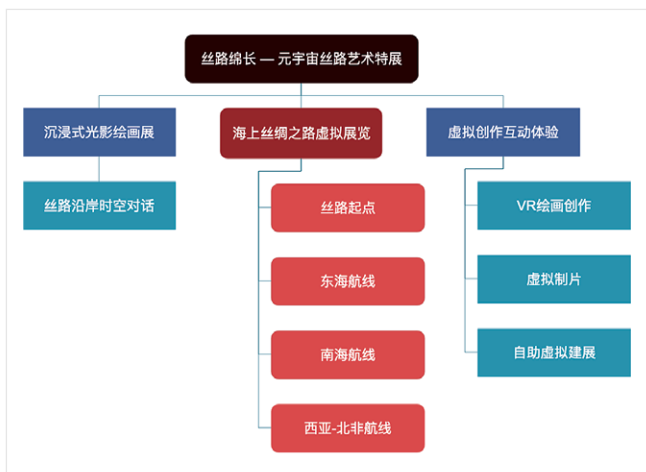 丝路绵长 — 元宇宙丝路艺术特展
沉浸式光影绘画展
海上丝绸之路虚拟展览
虚拟创作互动体验
丝路沿岸时空对话
丝路起点
VR绘画创作
东海航线
虚拟制片
南海航线
自助虚拟建展
西亚-北非航线